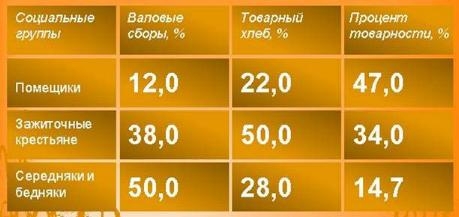 Социальные группы | Валовые сборы, % | Товарный хлеб, % | Процент товарности, %
Помещики | 12,0 | 22,0 | 47,0
Зажиточные крестьяне | 38,0 | 50,0 | 34,0
Середняки и бедняки | 50,0 | 28,0 | 14,7